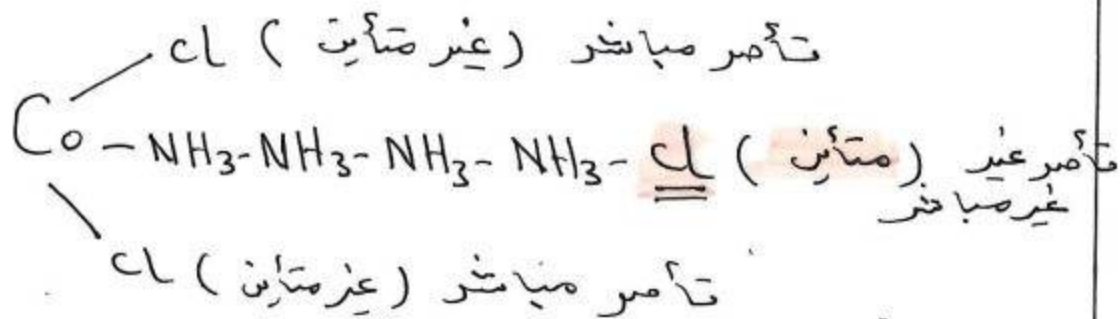 Cl (غير متأين) تأصر مباشر
Co-NH₃-NH₃-NH₃-NH₃-Cl (متأين) تأصر غير
غير مباشر
Cl (غير متأين) تأصر مباشر